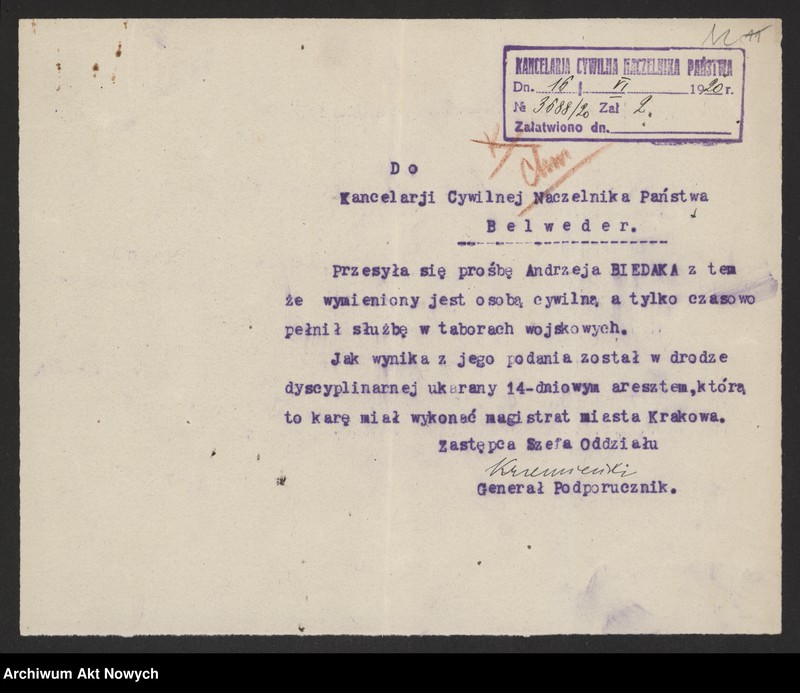 KANCELARJA CYWILNA NACZELNIKA PAŃSTWA
Dn. 16 | VI 1920 r.
№ 3688/20 Zał 2.
Załatwiono dn.
Do
Kancelarji Cywilnej Naczelnika Państwa
Belweder.
Przesyła się prośbę Andrzeja BIEDAKA z tem
że wymieniony jest osobą cywilną a tylko czasowo
pełnił służbę w taborach wojskowych.
Jak wynika z jego podania został w drodze
dyscyplinarnej ukarany 14-dniowym aresztem,którą
to karę miał wykonać magistrat miasta Krakowa.
Zastępca Szefa Oddziału
Generał Podporucznik.
Archiwum Akt Nowych